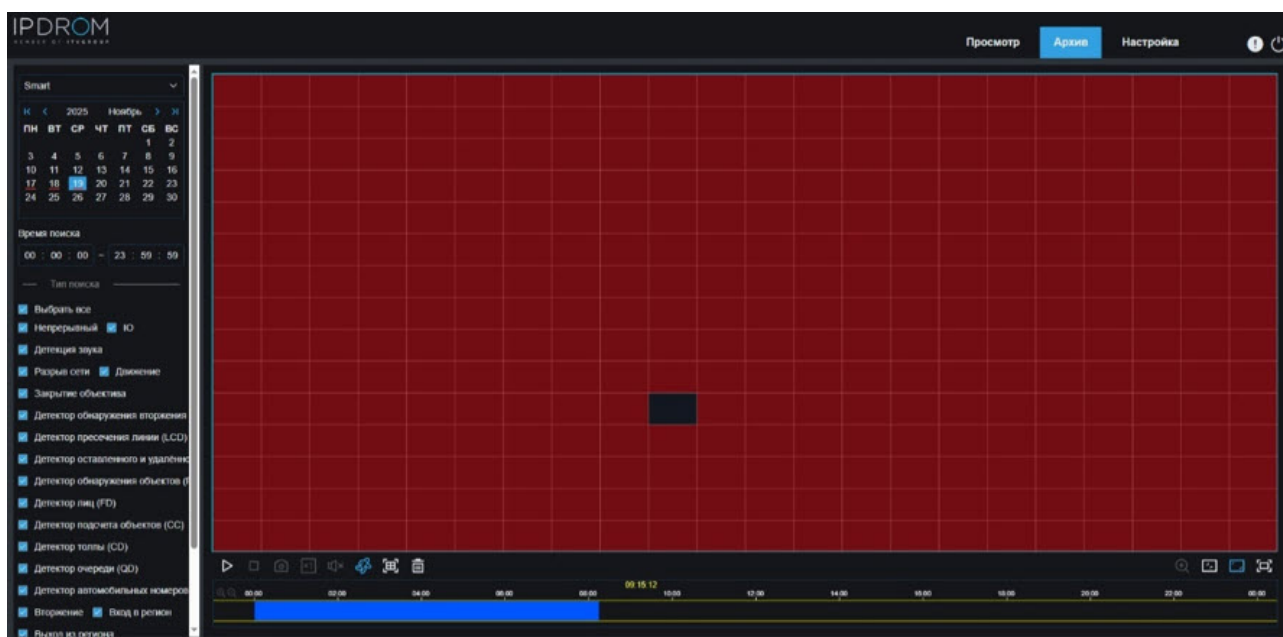 IPDROM
MEMBER OF ITEGROUP
Просмотр Архив Настройка
Smart
2025 Ноябрь
ПН ВТ СР ЧТ ПТ СБ ВС
1 2
3 4 5 6 7 8 9
10 11 12 13 14 15 16
17 18 19 20 21 22 23
24 25 26 27 28 29 30
Время поиска
00 : 00 : 00 – 23 : 59 : 59
Тип поиска
Выбрать все
Непрерывный IO
Детекция звука
Разрыв сети Движение
Закрытие объектива
Детектор обнаружения вторжения
Детектор пресечения линии (LCD)
Детектор оставленного и удалённо
Детектор обнаружения объектов (
Детектор лиц (FD)
Детектор подсчета объектов (CC)
Детектор толпы (CD)
Детектор очереди (QD)
Детектор автомобильных номеров
Вторжение Вход в регион
Выход из региона
09:15:12
00:00 02:00 04:00 06:00 08:00 10:00 12:00 14:00 16:00 18:00 20:00 22:00 00:00